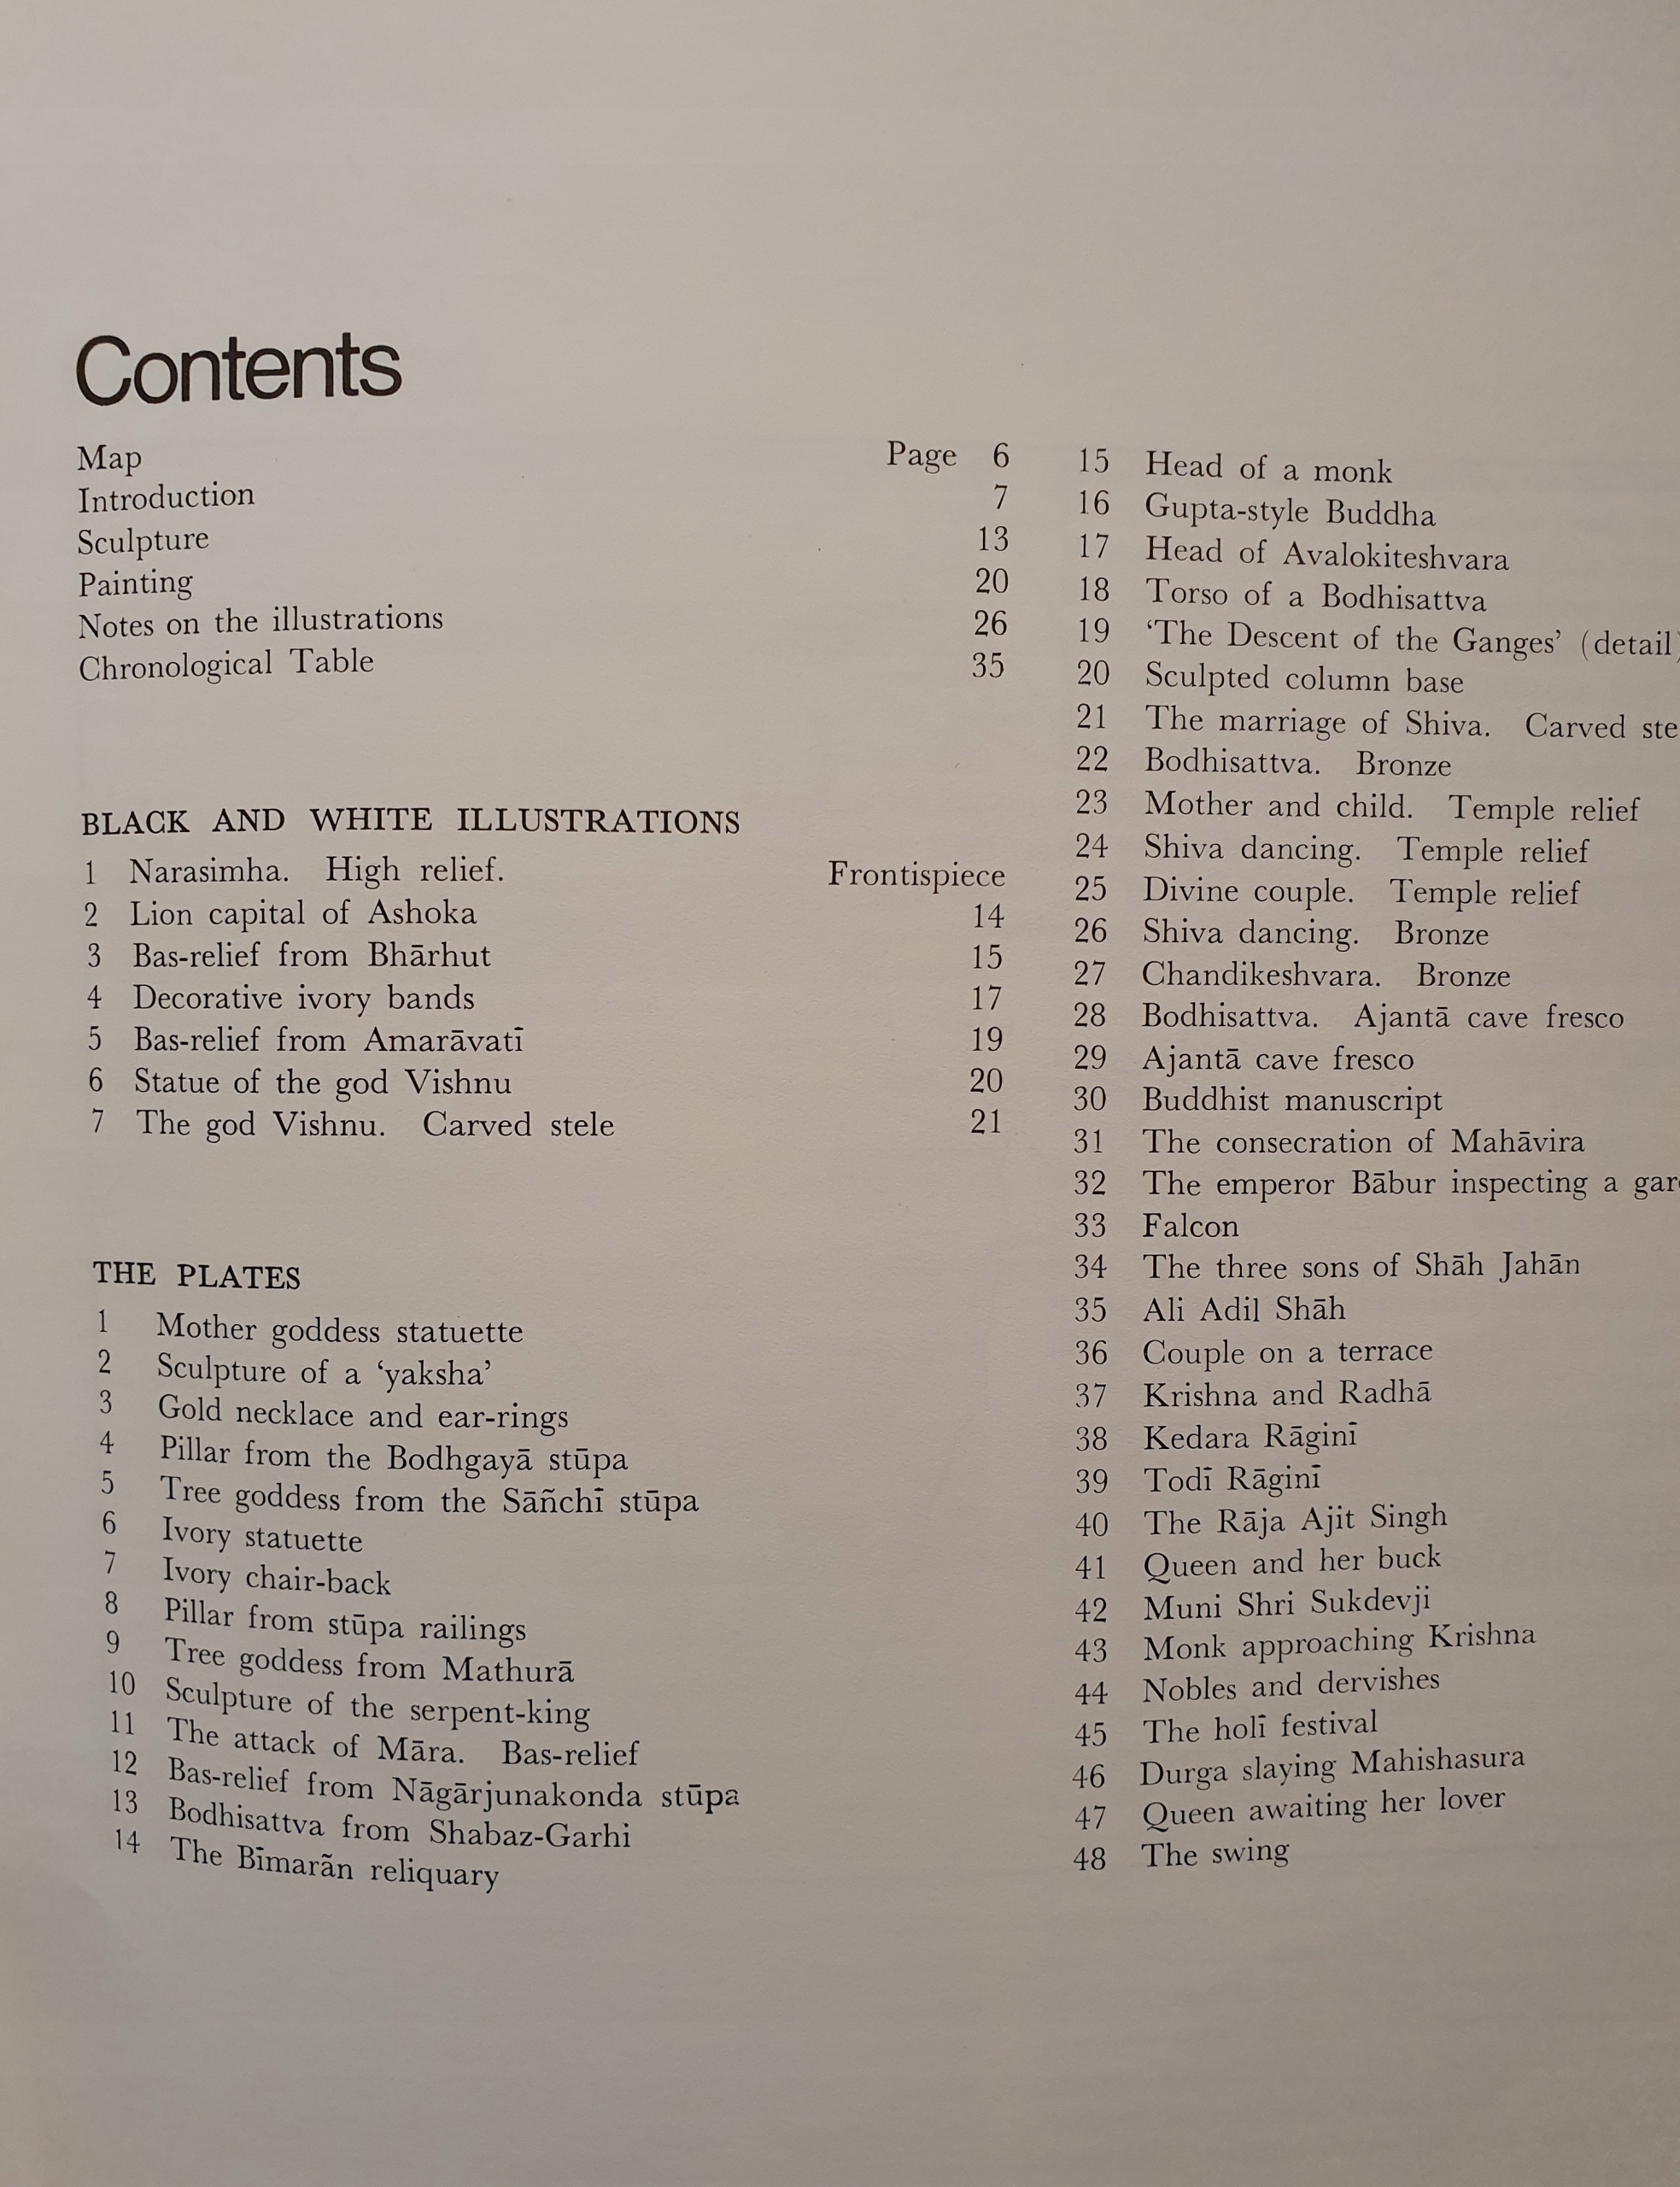 Contents
Map Page 6
Introduction 7
Sculpture 13
Painting 20
Notes on the illustrations 26
Chronological Table 35
BLACK AND WHITE ILLUSTRATIONS
1 Narasimha. High relief. Frontispiece
2 Lion capital of Ashoka 14
3 Bas-relief from Bhārhut 15
4 Decorative ivory bands 17
5 Bas-relief from Amarāvatī 19
6 Statue of the god Vishnu 20
7 The god Vishnu. Carved stele 21
THE PLATES
1 Mother goddess statuette
2 Sculpture of a ‘yaksha’
3 Gold necklace and ear-rings
4 Pillar from the Bodhgayā stūpa
5 Tree goddess from the Sāñchī stūpa
6 Ivory statuette
7 Ivory chair-back
8 Pillar from stūpa railings
9 Tree goddess from Mathurā
10 Sculpture of the serpent-king
11 The attack of Māra. Bas-relief
12 Bas-relief from Nāgārjunakonda stūpa
13 Bodhisattva from Shabaz-Garhi
14 The Bīmarān reliquary
15 Head of a monk
16 Gupta-style Buddha
17 Head of Avalokiteshvara
18 Torso of a Bodhisattva
19 ‘The Descent of the Ganges’ (detail)
20 Sculpted column base
21 The marriage of Shiva. Carved ste
22 Bodhisattva. Bronze
23 Mother and child. Temple relief
24 Shiva dancing. Temple relief
25 Divine couple. Temple relief
26 Shiva dancing. Bronze
27 Chandikeshvara. Bronze
28 Bodhisattva. Ajantā cave fresco
29 Ajantā cave fresco
30 Buddhist manuscript
31 The consecration of Mahāvira
32 The emperor Bābur inspecting a gar
33 Falcon
34 The three sons of Shāh Jahān
35 Ali Adil Shāh
36 Couple on a terrace
37 Krishna and Radhā
38 Kedara Rāginī
39 Todī Rāginī
40 The Rāja Ajit Singh
41 Queen and her buck
42 Muni Shri Sukdevji
43 Monk approaching Krishna
44 Nobles and dervishes
45 The holī festival
46 Durga slaying Mahishasura
47 Queen awaiting her lover
48 The swing